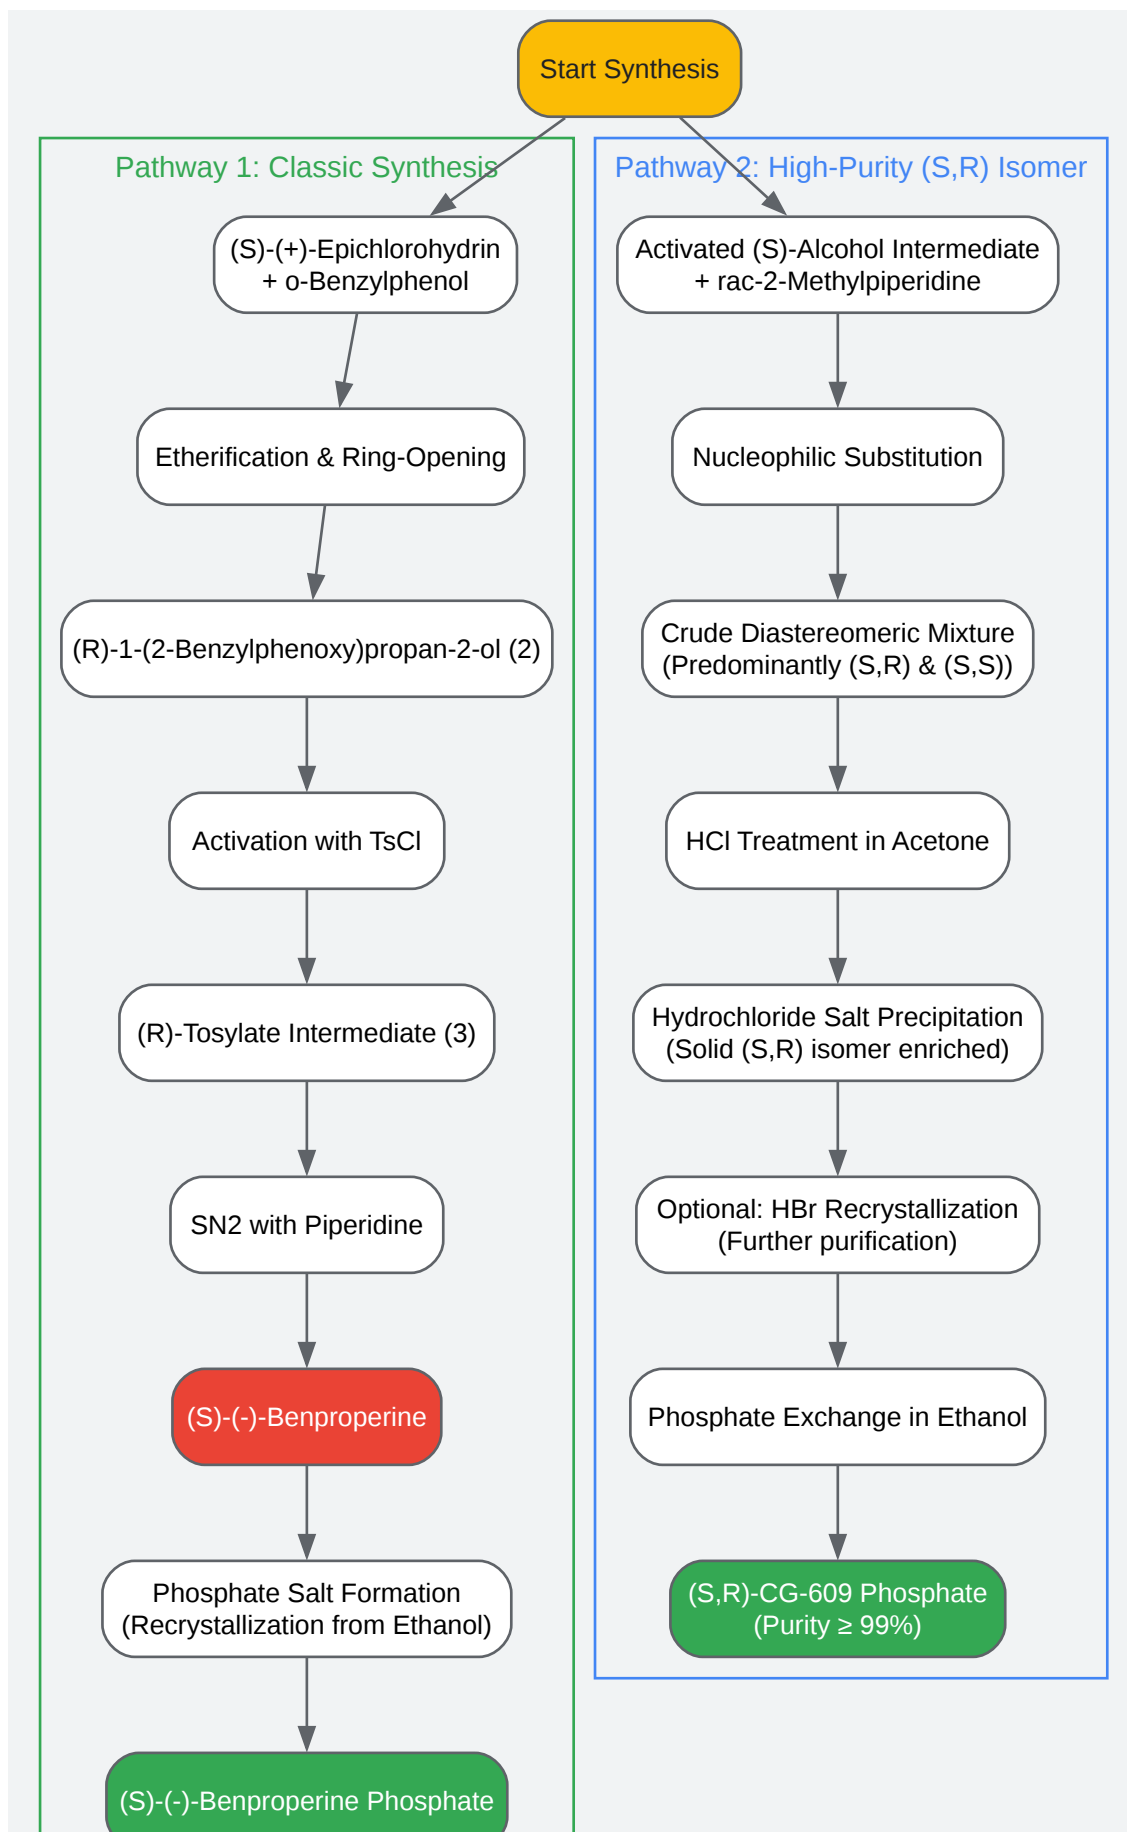 Start Synthesis
Pathway 1: Classic Synthesis
(S)-(+)-Epichlorohydrin
+ o-Benzylphenol
Etherification & Ring-Opening
(R)-1-(2-Benzylphenoxy)propan-2-ol (2)
Activation with TsCl
(R)-Tosylate Intermediate (3)
SN2 with Piperidine
(S)-(-)-Benproperine
Phosphate Salt Formation
(Recrystallization from Ethanol)
(S)-(-)-Benproperine Phosphate
Pathway 2: High-Purity (S,R) Isomer
Activated (S)-Alcohol Intermediate
+ rac-2-Methylpiperidine
Nucleophilic Substitution
Crude Diastereomeric Mixture
(Predominantly (S,R) & (S,S))
HCl Treatment in Acetone
Hydrochloride Salt Precipitation
(Solid (S,R) isomer enriched)
Optional: HBr Recrystallization
(Further purification)
Phosphate Exchange in Ethanol
(S,R)-CG-609 Phosphate
(Purity ≥ 99%)